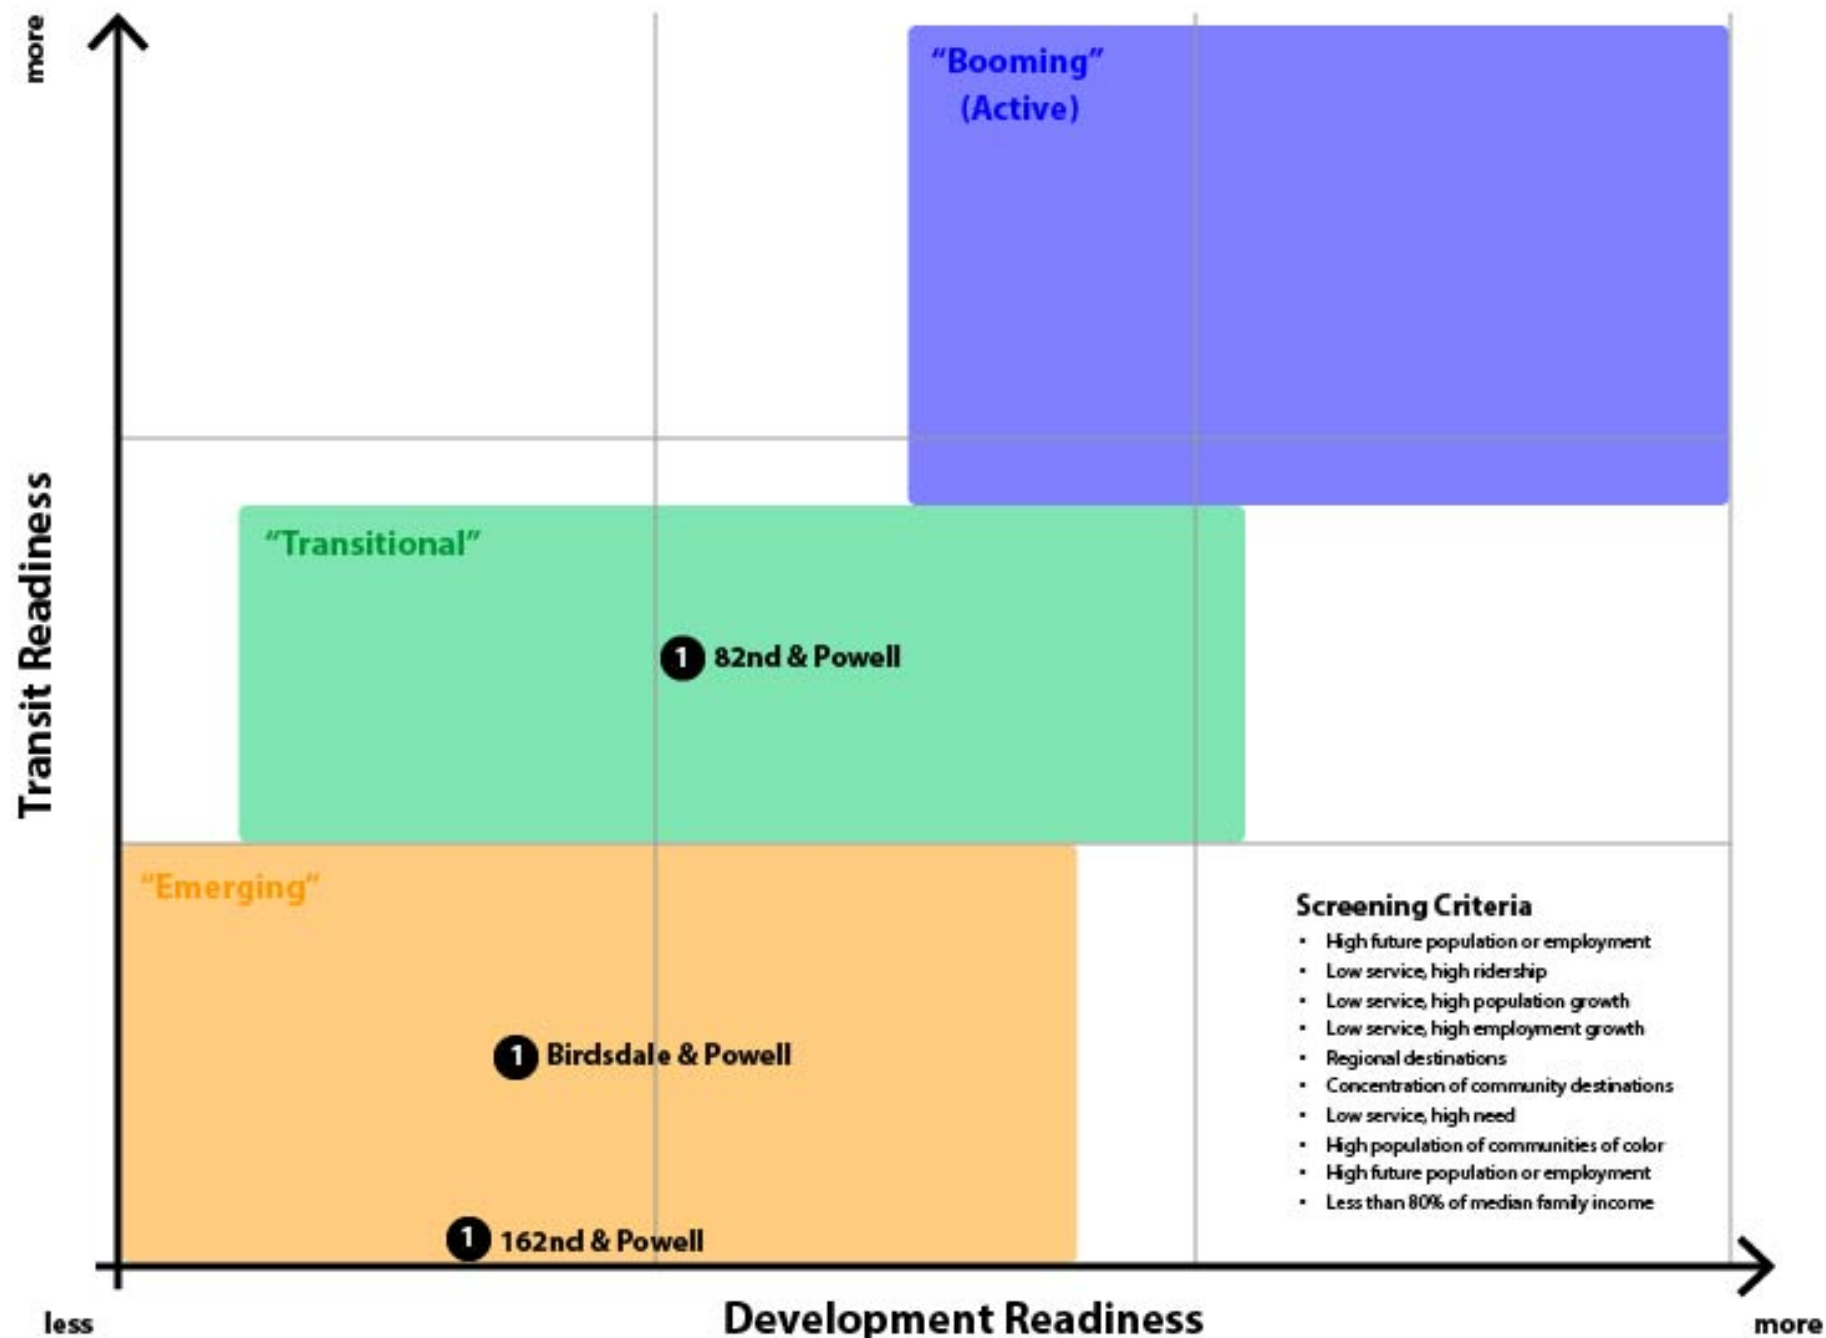 more
“Booming”
(Active)
“Transitional”
Transit Readiness
1 82nd & Powell
“Emerging”
Screening Criteria
• High future population or employment
• Low service, high ridership
• Low service, high population growth
• Low service, high employment growth
• Regional destinations
• Concentration of community destinations
• Low service, high need
• High population of communities of color
• High future population or employment
• Less than 80% of median family income
1 Birdsdale & Powell
1 162nd & Powell
less
Development Readiness
more